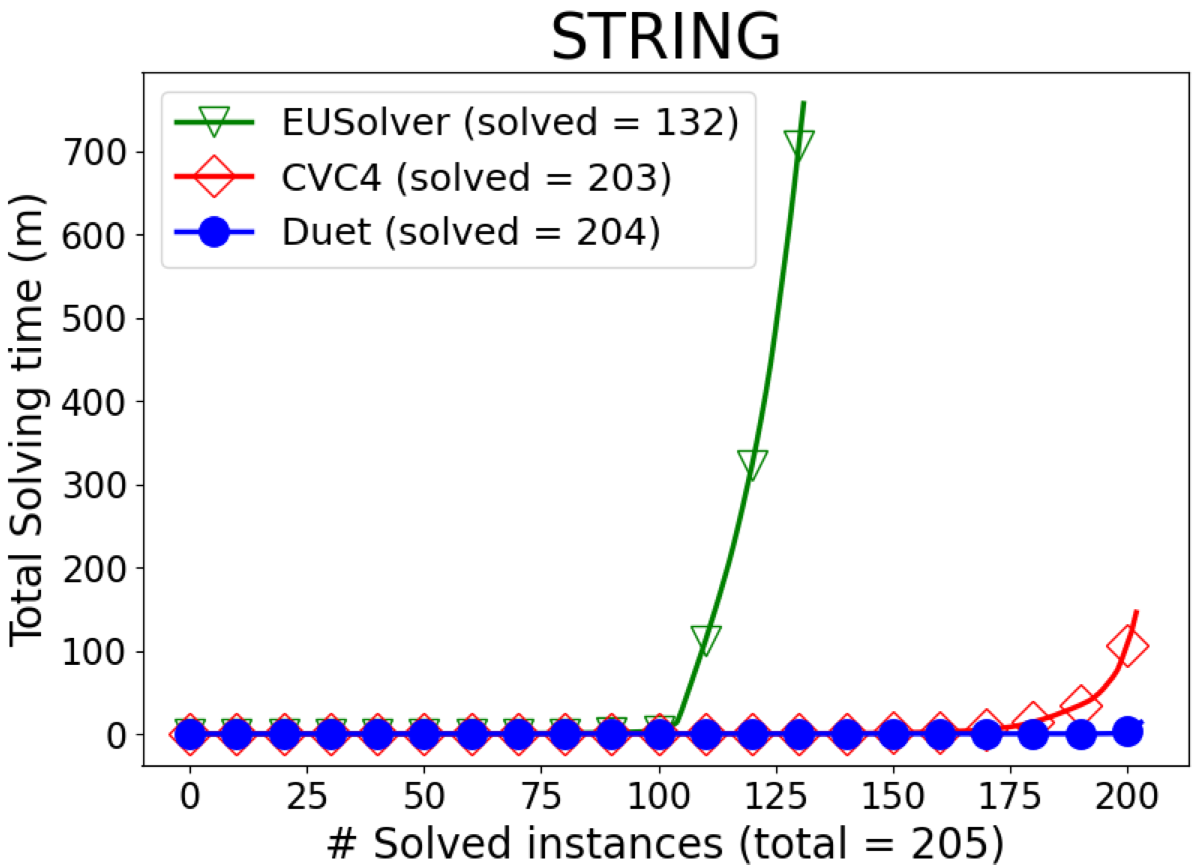 STRING
EUSolver (solved = 132)
CVC4 (solved = 203)
Duet (solved = 204)
Total Solving time (m)
700
600
500
400
300
200
100
0
0 25 50 75 100 125 150 175 200
# Solved instances (total = 205)